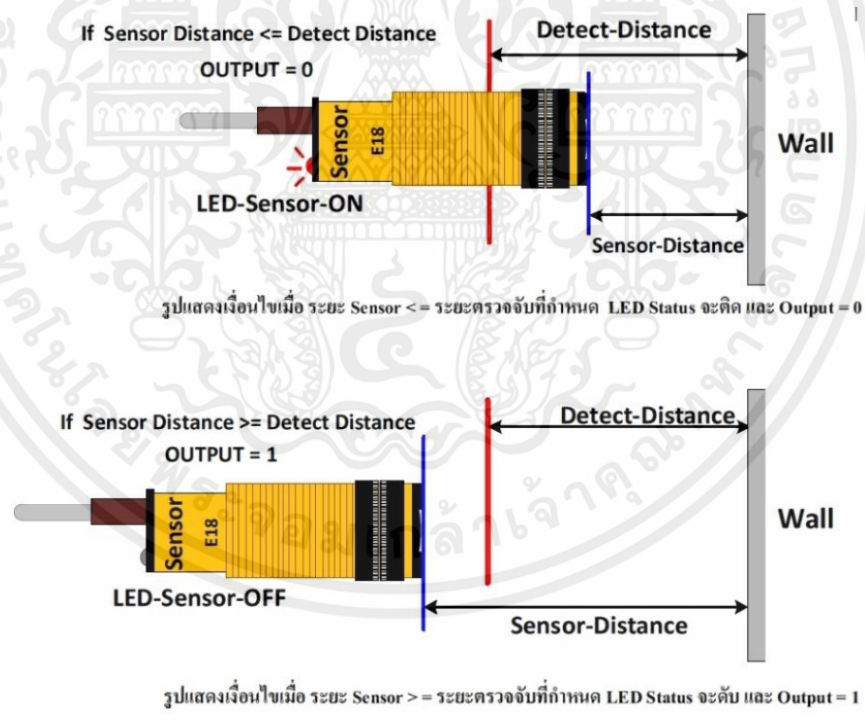 If Sensor Distance <= Detect Distance
OUTPUT = 0
Detect-Distance
Sensor
E18
Wall
LED-Sensor-ON
Sensor-Distance
รูปแสดงเงื่อนไขเมื่อ ระยะ Sensor < = ระยะตรวจจับที่กำหนด LED Status จะติด และ Output = 0
If Sensor Distance >= Detect Distance
OUTPUT = 1
Detect-Distance
Sensor
E18
Wall
LED-Sensor-OFF
Sensor-Distance
รูปแสดงเงื่อนไขเมื่อ ระยะ Sensor > = ระยะตรวจจับที่กำหนด LED Status จะดับ และ Output = 1